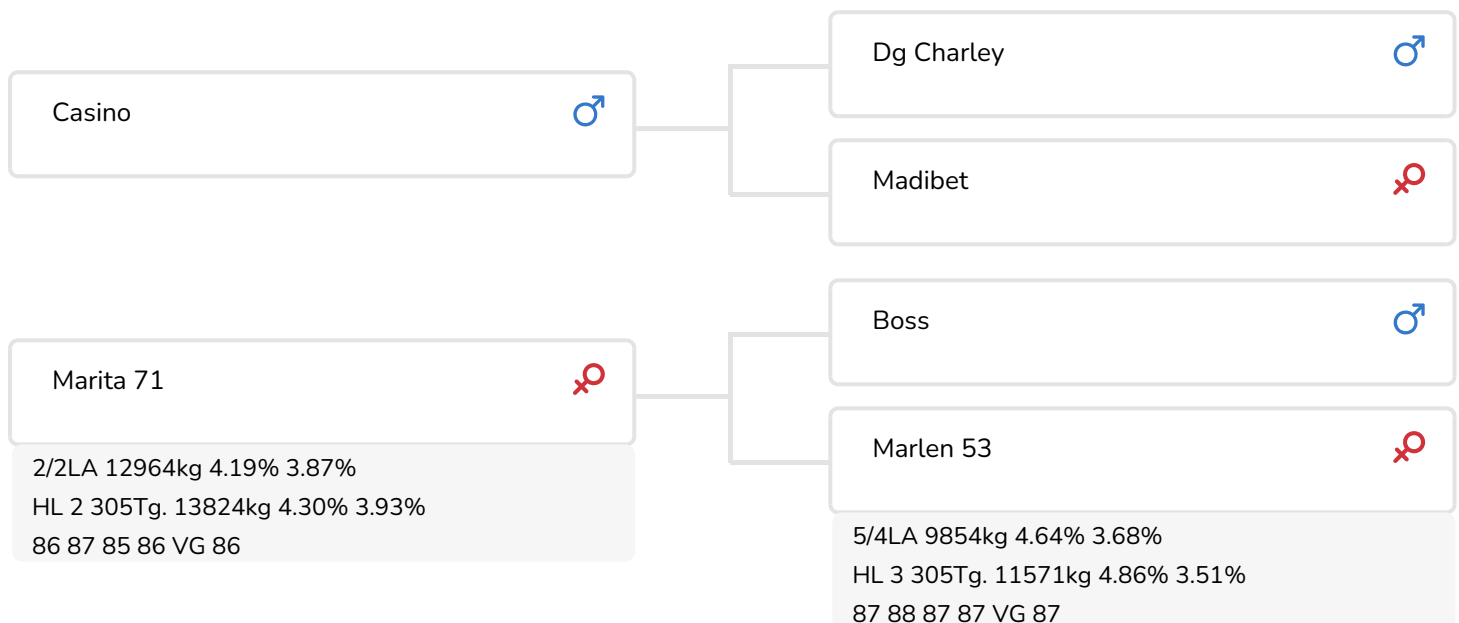 Casino
Marita 71
2/2LA 12964kg 4.19% 3.87%
HL 2 305Tg. 13824kg 4.30% 3.93%
86 87 85 86 VG 86
Dg Charley
Madibet
Boss
Marlen 53
5/4LA 9854kg 4.64% 3.68%
HL 3 305Tg. 11571kg 4.86% 3.51%
87 88 87 87 VG 87